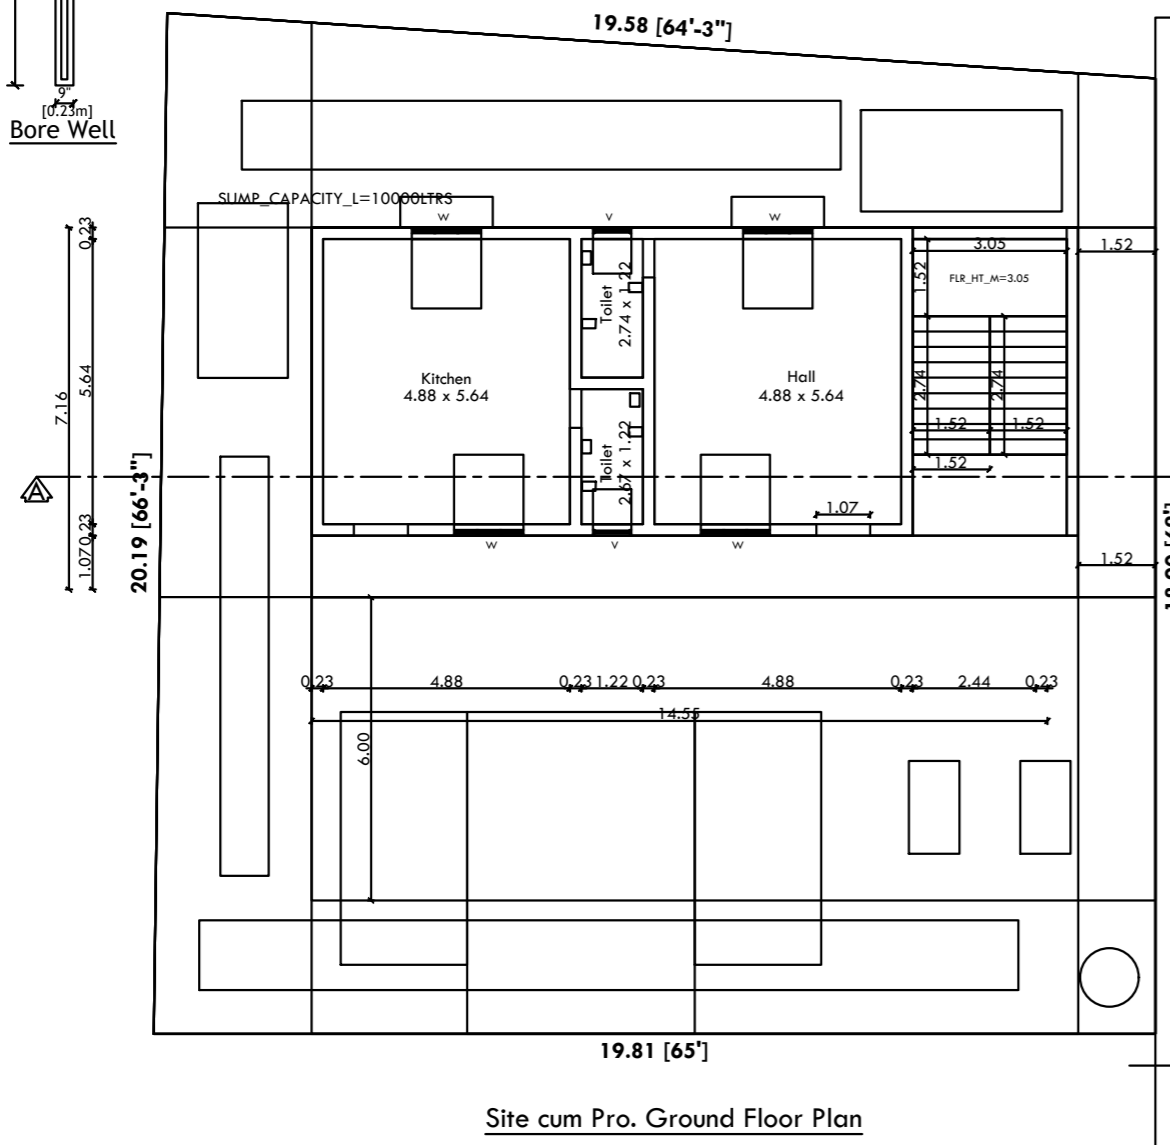 19.58 [64'-3"]
9"
[0.23m]
Bore Well
SUMP_CAPACITY_L=10000LTRS
W
V
W
0.23
3.05
1.52
1.52
FLR_HT_M=3.05
Toilet
2.74 x 1.22
Kitchen
4.88 x 5.64
Hall
4.88 x 5.64
5.64
7.16
2.74
2.74
1.52
1.52
1.52
Toilet
2.67 x 1.22
A
20.19 [66'-3"]
1.07
0.23
1.07
W
V
W
1.52
0.23
4.88
0.23
1.22
0.23
4.88
0.23
2.44
0.23
14.55
6.00
19.81 [65']
Site cum Pro. Ground Floor Plan